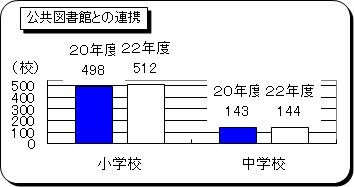 公共図書館との連携
20年度 22年度
(校) 498 512
20年度 22年度
143 144
500
400
300
200
100
0
小学校 中学校